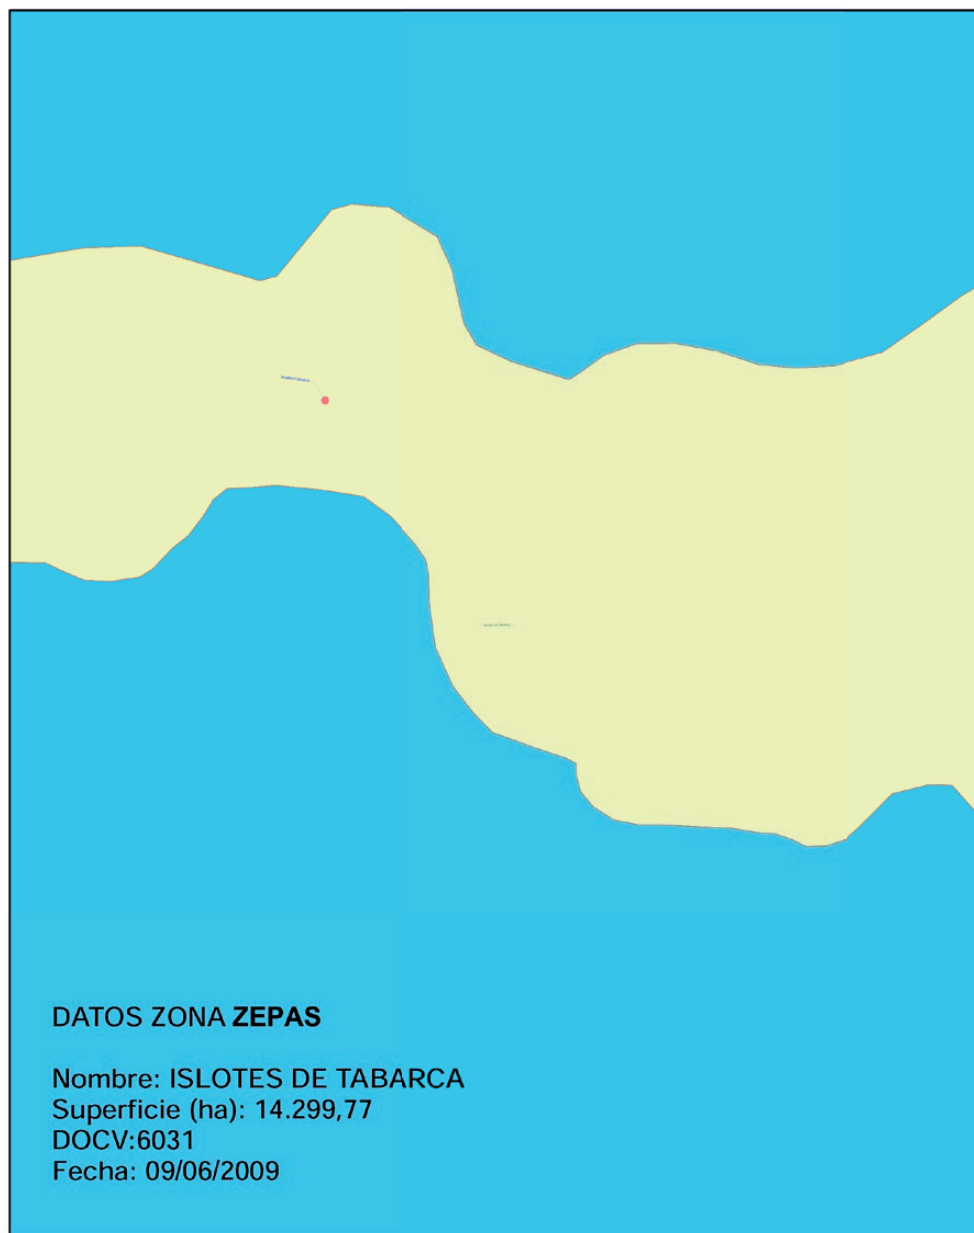 DATOS ZONA ZEPAS
Nombre: ISLOTES DE TABARCA
Superficie (ha): 14.299,77
DOCV:6031
Fecha: 09/06/2009